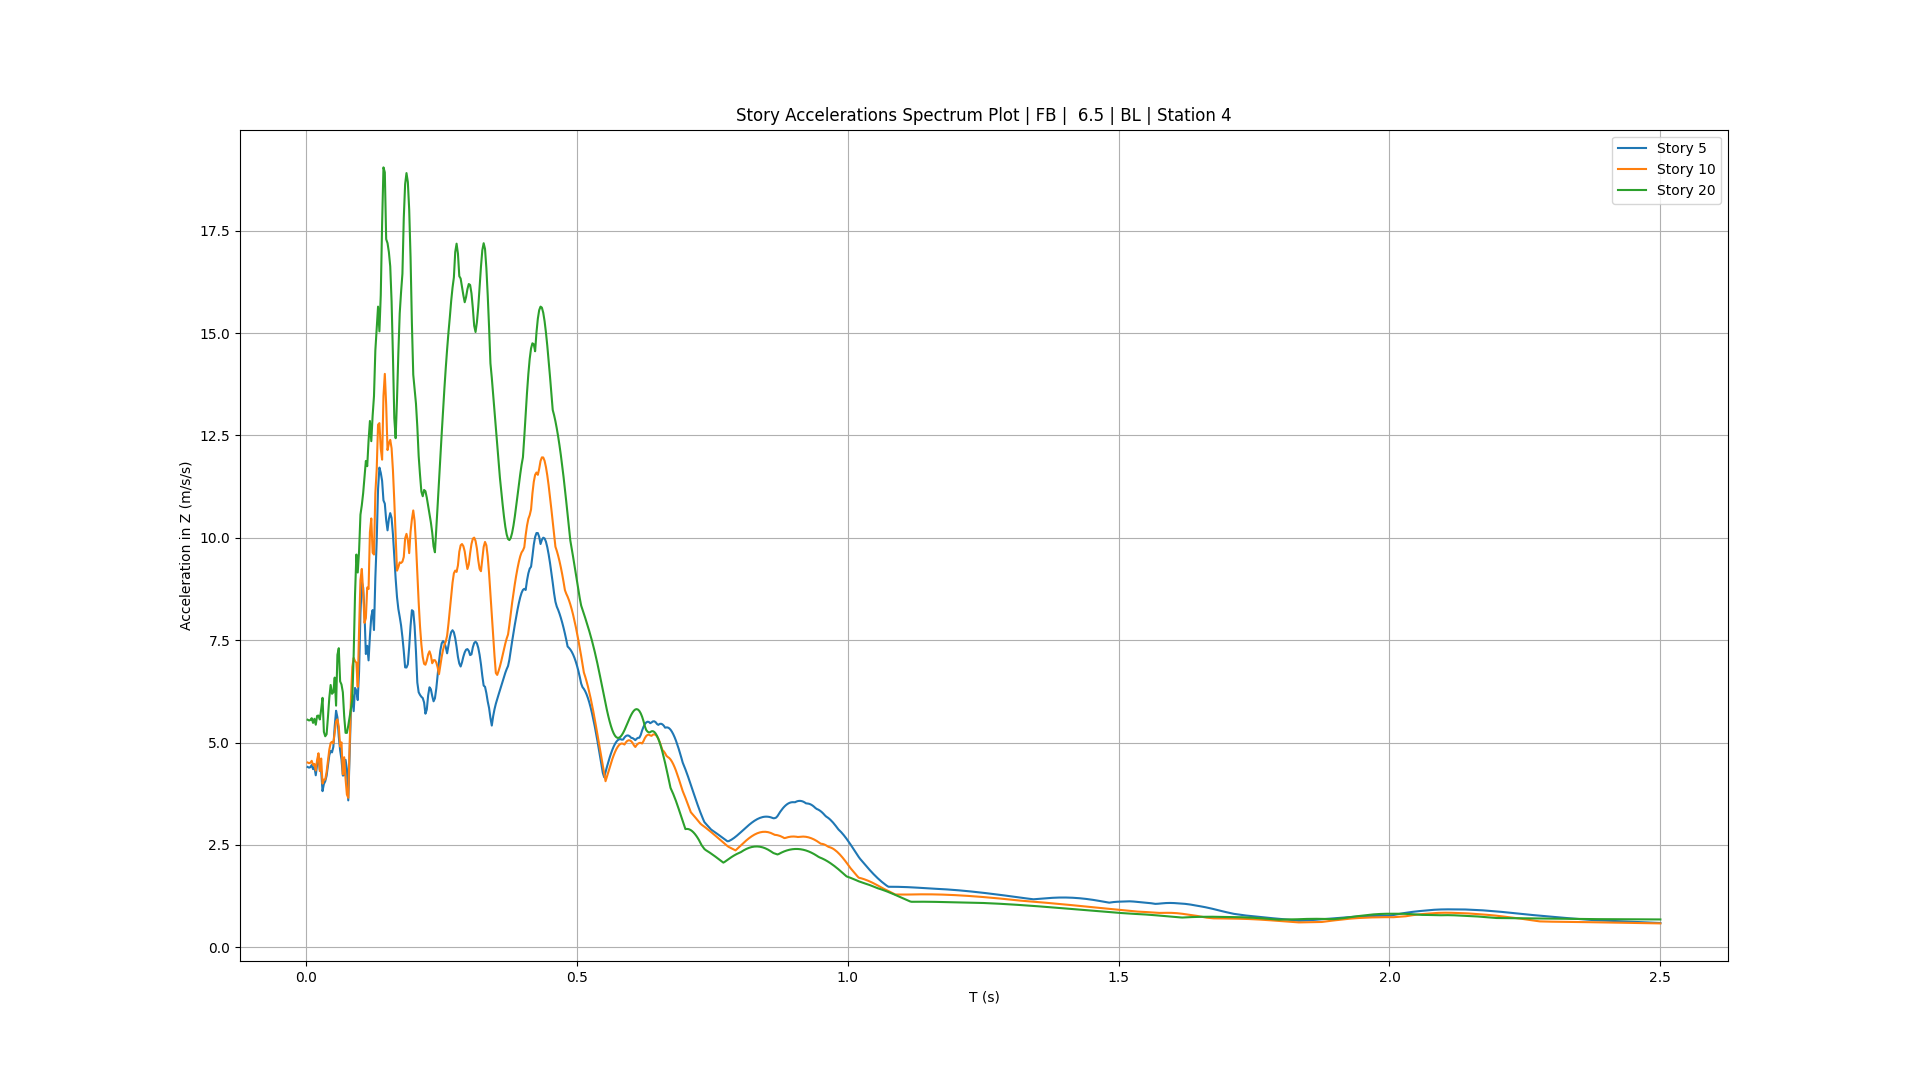 Story Accelerations Spectrum Plot | FB |  6.5 | BL | Station 4
Story 5
Story 10
Story 20
17.5
15.0
12.5
10.0
7.5
5.0
2.5
0.0
Acceleration in Z (m/s/s)
0.0 0.5 1.0 1.5 2.0 2.5
T (s)